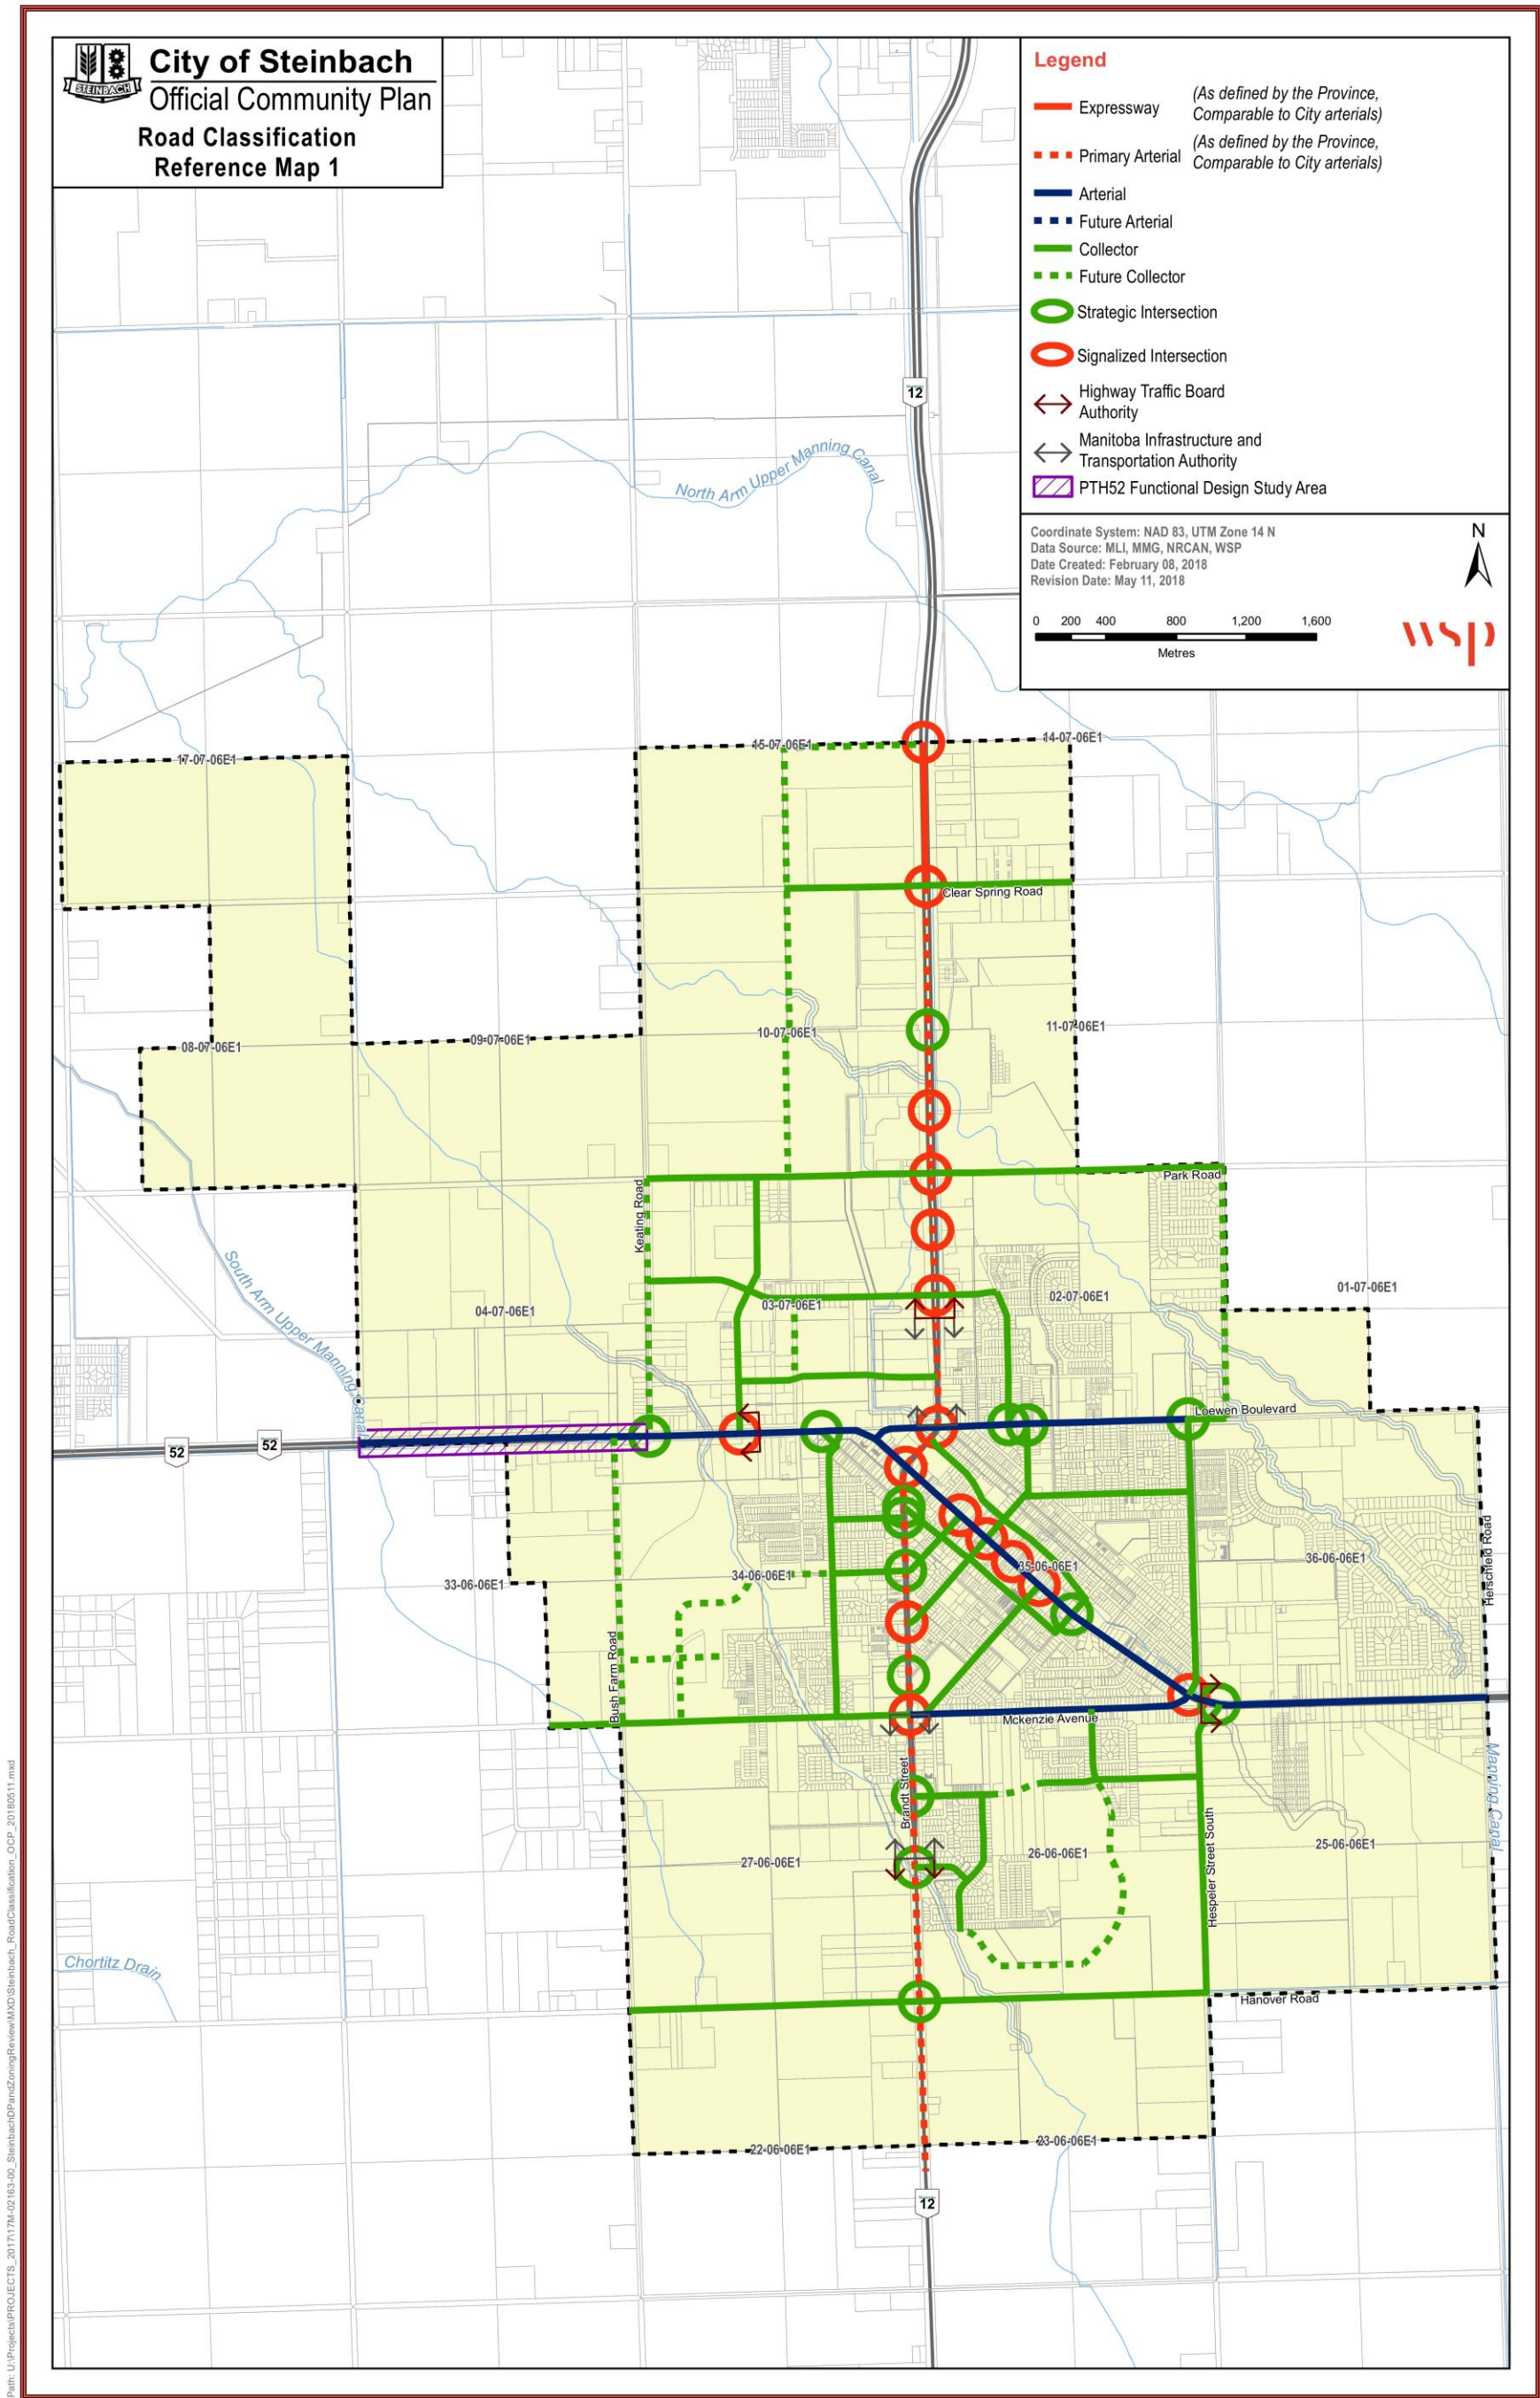 STEINBACH
City of Steinbach
Official Community Plan
Road Classification
Reference Map 1
Legend
Expressway
(As defined by the Province,
Comparable to City arterials)
Primary Arterial
(As defined by the Province,
Comparable to City arterials)
Arterial
Future Arterial
Collector
Future Collector
Strategic Intersection
Signalized Intersection
Highway Traffic Board
Authority
Manitoba Infrastructure and
Transportation Authority
PTH52 Functional Design Study Area
Coordinate System: NAD 83, UTM Zone 14 N
Data Source: MLI, MMG, NRCAN, WSP
Date Created: February 08, 2018
Revision Date: May 11, 2018
N
0 200 400 800 1,200 1,600
Metres
wsp
12
North Arm Upper Manning Canal
17-07-06E1
15-07-06E1
14-07-06E1
Clear Spring Road
08-07-06E1
09-07-06E1
10-07-06E1
11-07-06E1
Park Road
Keating Road
South Arm Upper Manning Canal
04-07-06E1
03-07-06E1
02-07-06E1
01-07-06E1
Loewen Boulevard
52
52
33-06-06E1
34-06-06E1
35-06-06E1
36-06-06E1
Herschfeld Road
Bush Farm Road
Mckenzie Avenue
Brandt Street
Manning Canal
27-06-06E1
26-06-06E1
25-06-06E1
Hespeler Street South
Chortitz Drain
Hanover Road
22-06-06E1
23-06-06E1
12
Path: U:\Projects\PROJECTS_2017\17M-02163-00_SteinbachDPandZoningReview\MXD\Steinbach_RoadClassification_OCP_20180511.mxd